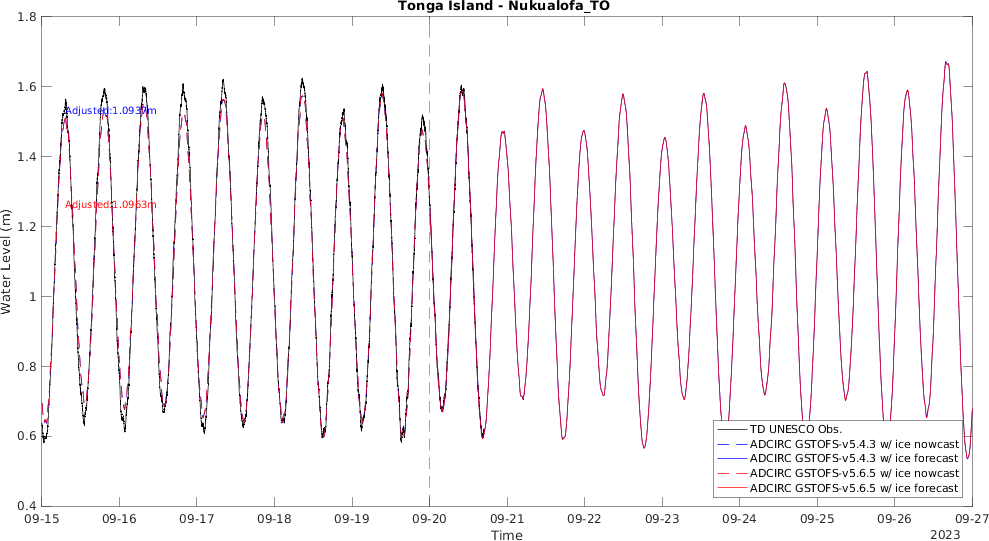 Tonga Island - Nukualofa_TO
1.8
1.6
1.4
1.2
1
0.8
0.6
0.4
Water Level (m)
Adjusted:1.0937m
Adjusted:1.0963m
TD UNESCO Obs.
ADCIRC GSTOFS-v5.4.3 w/ ice nowcast
ADCIRC GSTOFS-v5.4.3 w/ ice forecast
ADCIRC GSTOFS-v5.6.5 w/ ice nowcast
ADCIRC GSTOFS-v5.6.5 w/ ice forecast
09-15 09-16 09-17 09-18 09-19 09-20 09-21 09-22 09-23 09-24 09-25 09-26 09-27
Time
2023